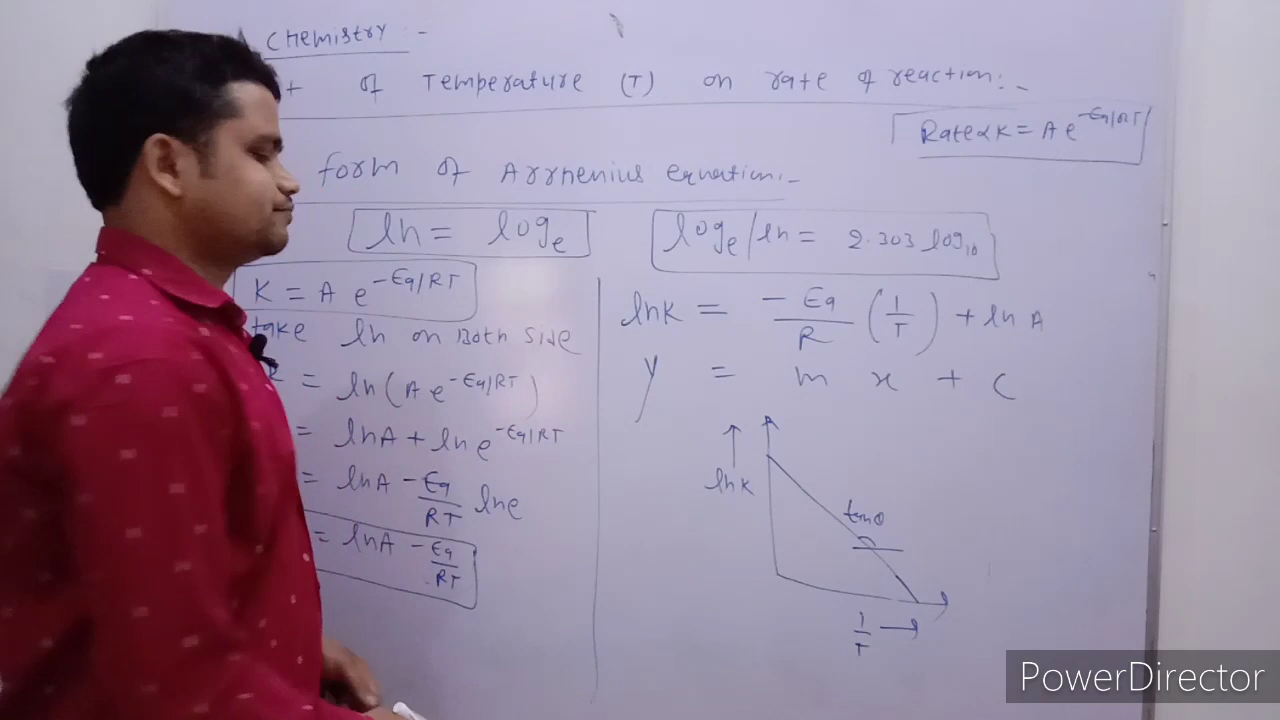 Chemistry -
of Temperature (T) on rate of reaction:-
Rate ∝ K = A e^-Ea/RT
form of Arrhenius equation:-
ln = log_e
log_e/ln = 2.303 log_10
K = A e^-Ea/RT
take ln on Both side
= ln(A e^-Ea/RT)
= lnA + ln e^-Ea/RT
= lnA - Ea/RT lne
= lnA - Ea/RT
lnK = -Ea/R (1/T) + ln A
y = m x + C
lnK
tanθ
1/T
PowerDirector